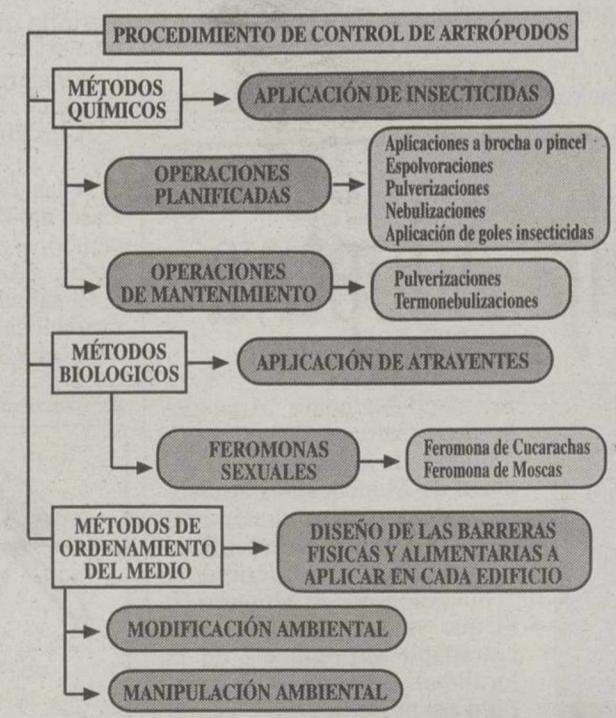 PROCEDIMIENTO DE CONTROL DE ARTRÓPODOS
MÉTODOS
QUÍMICOS
APLICACIÓN DE INSECTICIDAS
OPERACIONES
PLANIFICADAS
Aplicaciones a brocha o pincel
Espolvoraciones
Pulverizaciones
Nebulizaciones
Aplicación de goles insecticidas
OPERACIONES
DE MANTENIMIENTO
Pulverizaciones
Termonebulizaciones
MÉTODOS
BIOLOGICOS
APLICACIÓN DE ATRAYENTES
FEROMONAS
SEXUALES
Feromona de Cucarachas
Feromona de Moscas
MÉTODOS DE
ORDENAMIENTO
DEL MEDIO
DISEÑO DE LAS BARRERAS
FISICAS Y ALIMENTARIAS A
APLICAR EN CADA EDIFICIO
MODIFICACIÓN AMBIENTAL
MANIPULACIÓN AMBIENTAL